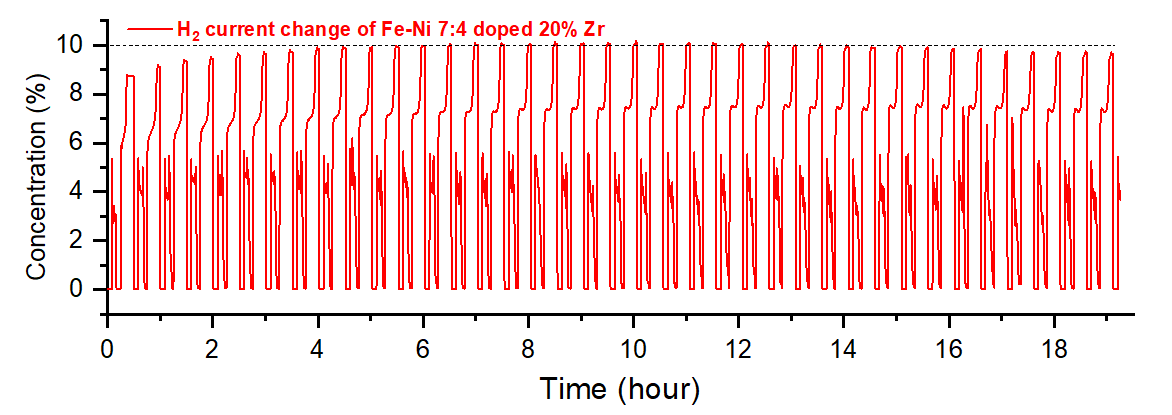 H2 current change of Fe-Ni 7:4 doped 20% Zr
10
8
6
4
2
0
Concentration (%)
0 2 4 6 8 10 12 14 16 18
Time (hour)